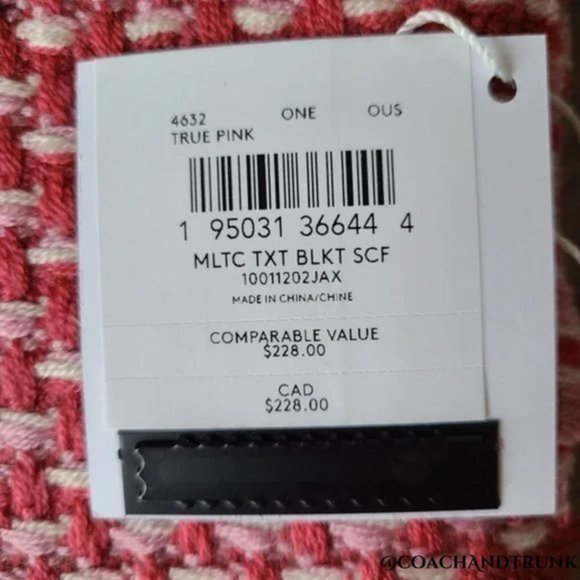 4632 ONE OUS
TRUE PINK
1 95031 36644 4
MLTC TXT BLKT SCF
10011202JAX
MADE IN CHINA/CHINE
COMPARABLE VALUE
$228.00
CAD
$228.00
@COACHANDTRUNK